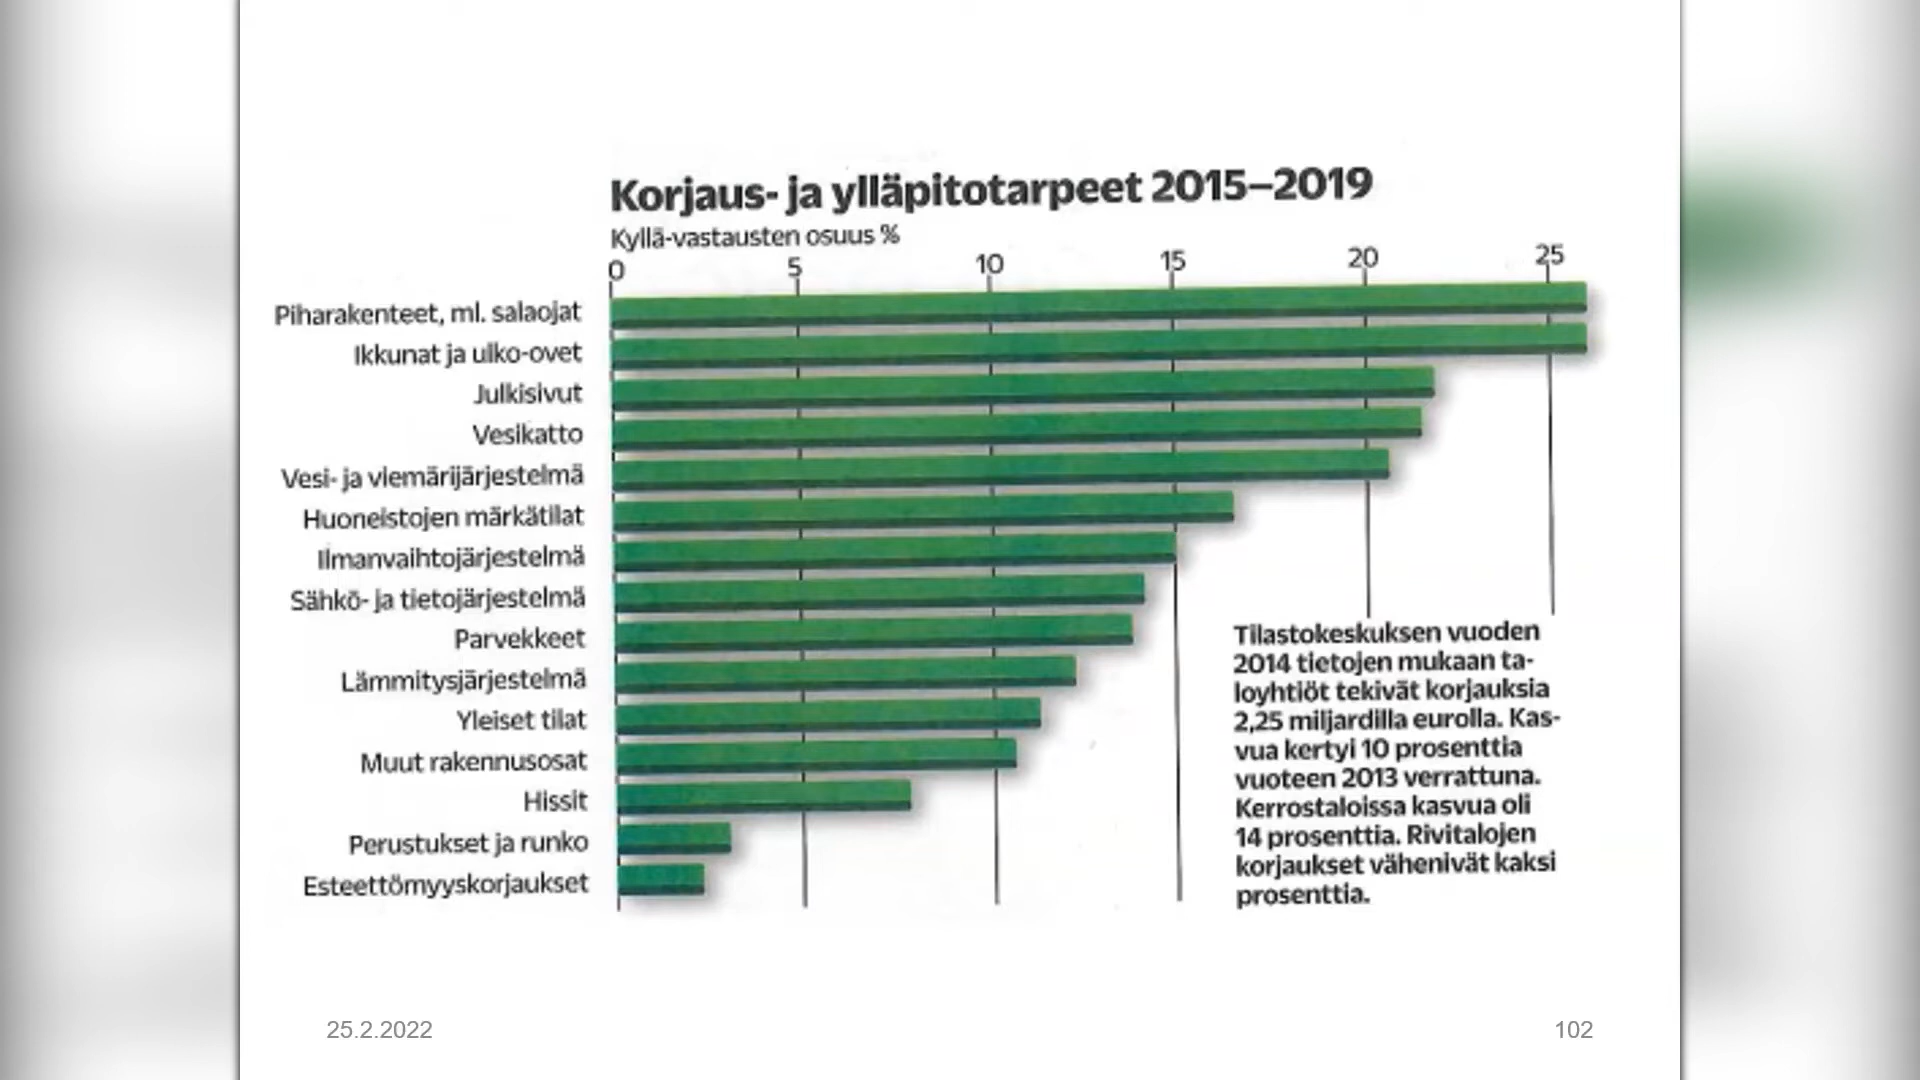 Korjaus- ja ylläpitotarpeet 2015–2019
Kyllä-vastausten osuus %
0 5 10 15 20 25
Piharakenteet, ml. salaojat
Ikkunat ja ulko-ovet
Julkisivut
Vesikatto
Vesi- ja viemärijärjestelmä
Huoneistojen märkätilat
Ilmanvaihtojärjestelmä
Sähkö- ja tietojärjestelmä
Parvekkeet
Lämmitysjärjestelmä
Yleiset tilat
Muut rakennusosat
Hissit
Perustukset ja runko
Esteettömyyskorjaukset
Tilastokeskuksen vuoden
2014 tietojen mukaan ta-
loyhtiöt tekivät korjauksia
2,25 miljardilla eurolla. Kas-
vua kertyi 10 prosenttia
vuoteen 2013 verrattuna.
Kerrostaloissa kasvua oli
14 prosenttia. Rivitalojen
korjaukset vähenivät kaksi
prosenttia.
25.2.2022
102